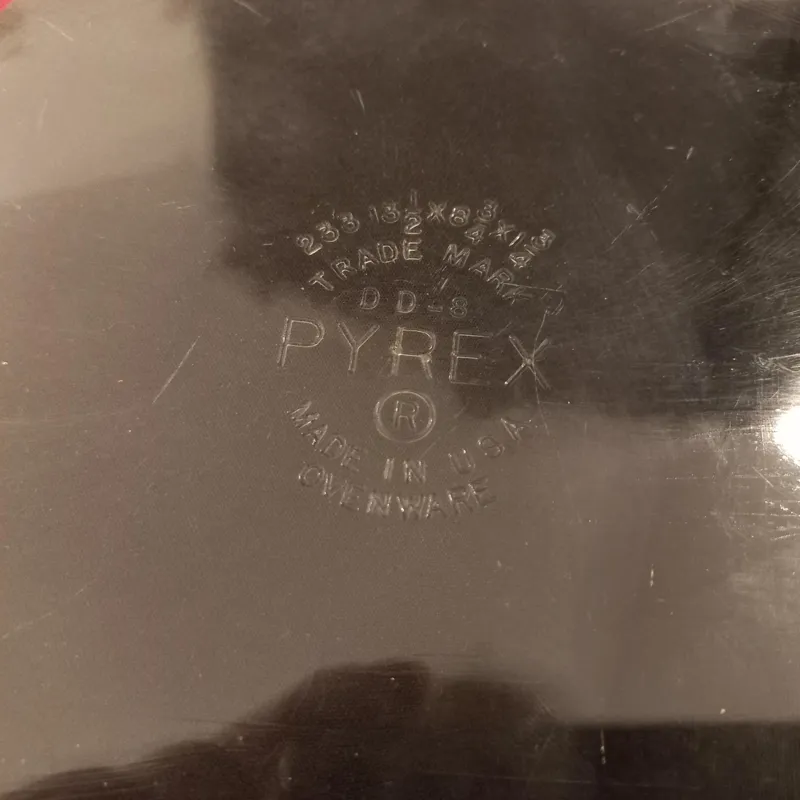 233 13 1/2 X 8 3/4 X 1 3/4
TRADE MARK
DD-8
PYREX
®
MADE IN U.S.A.
OVENWARE